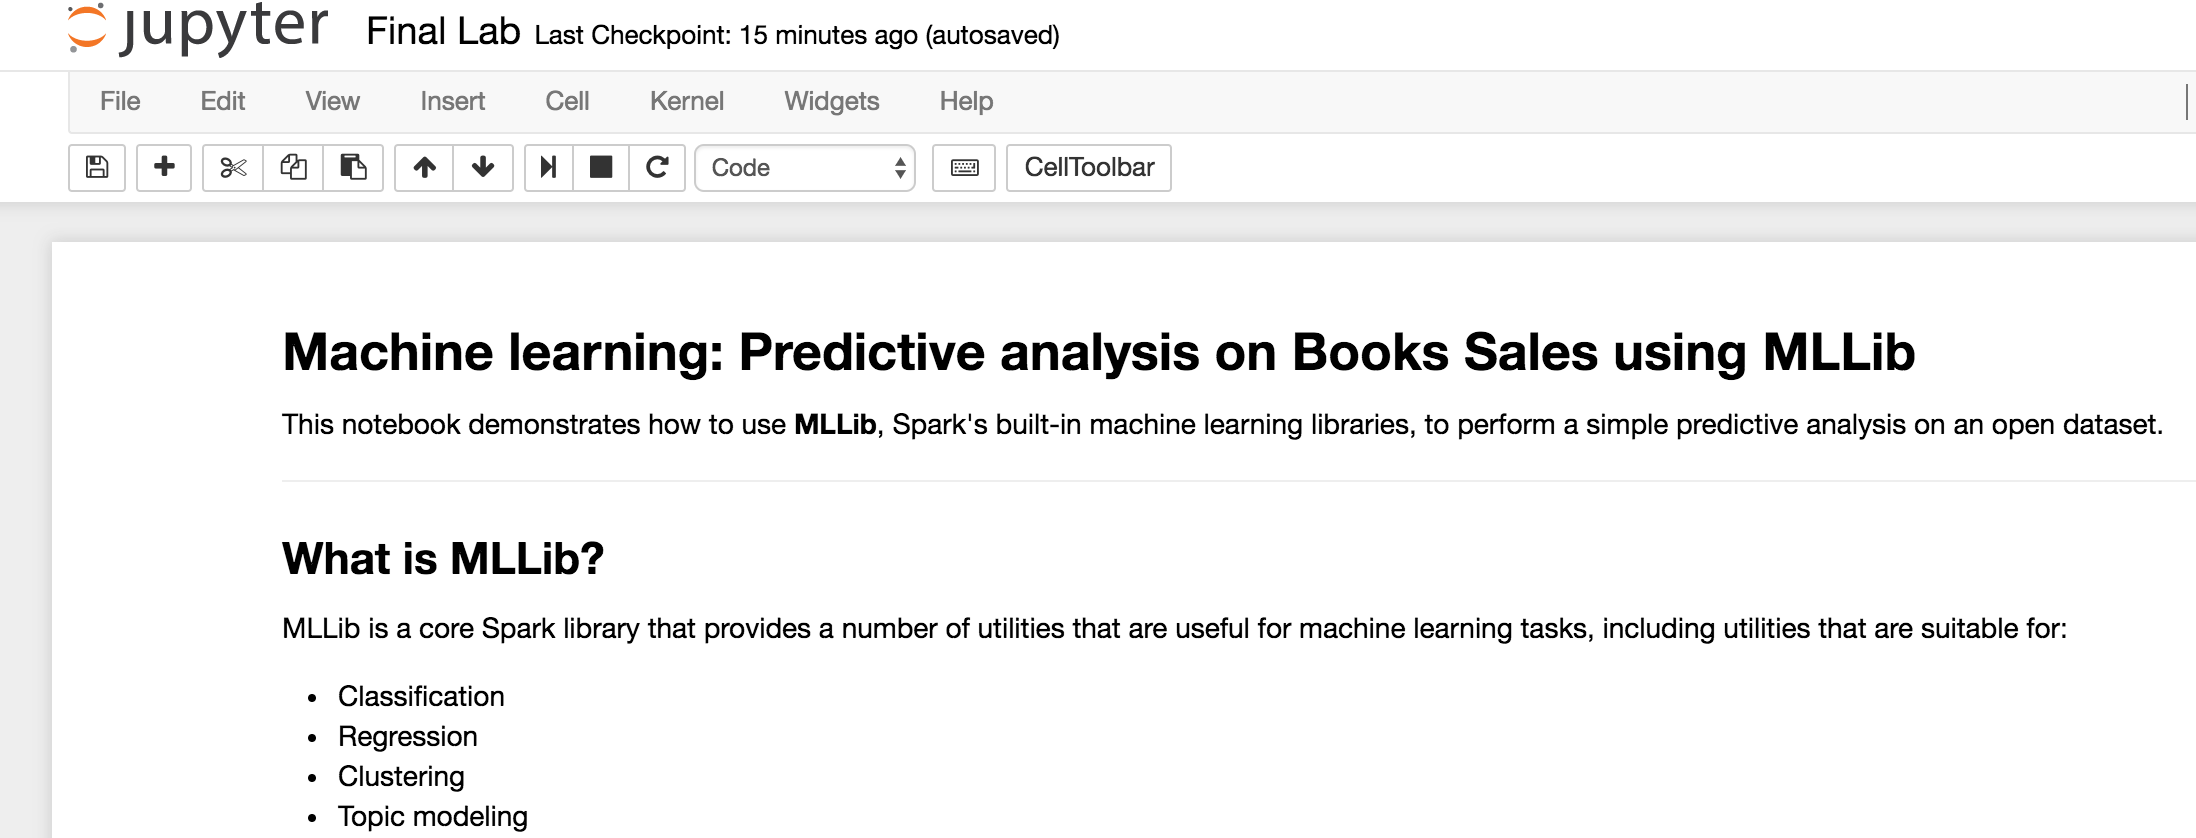 jupyter Final Lab Last Checkpoint: 15 minutes ago (autosaved)
File Edit View Insert Cell Kernel Widgets Help
Code CellToolbar
Machine learning: Predictive analysis on Books Sales using MLLib
This notebook demonstrates how to use MLLib, Spark's built-in machine learning libraries, to perform a simple predictive analysis on an open dataset.
What is MLLib?
MLLib is a core Spark library that provides a number of utilities that are useful for machine learning tasks, including utilities that are suitable for:
• Classification
• Regression
• Clustering
• Topic modeling